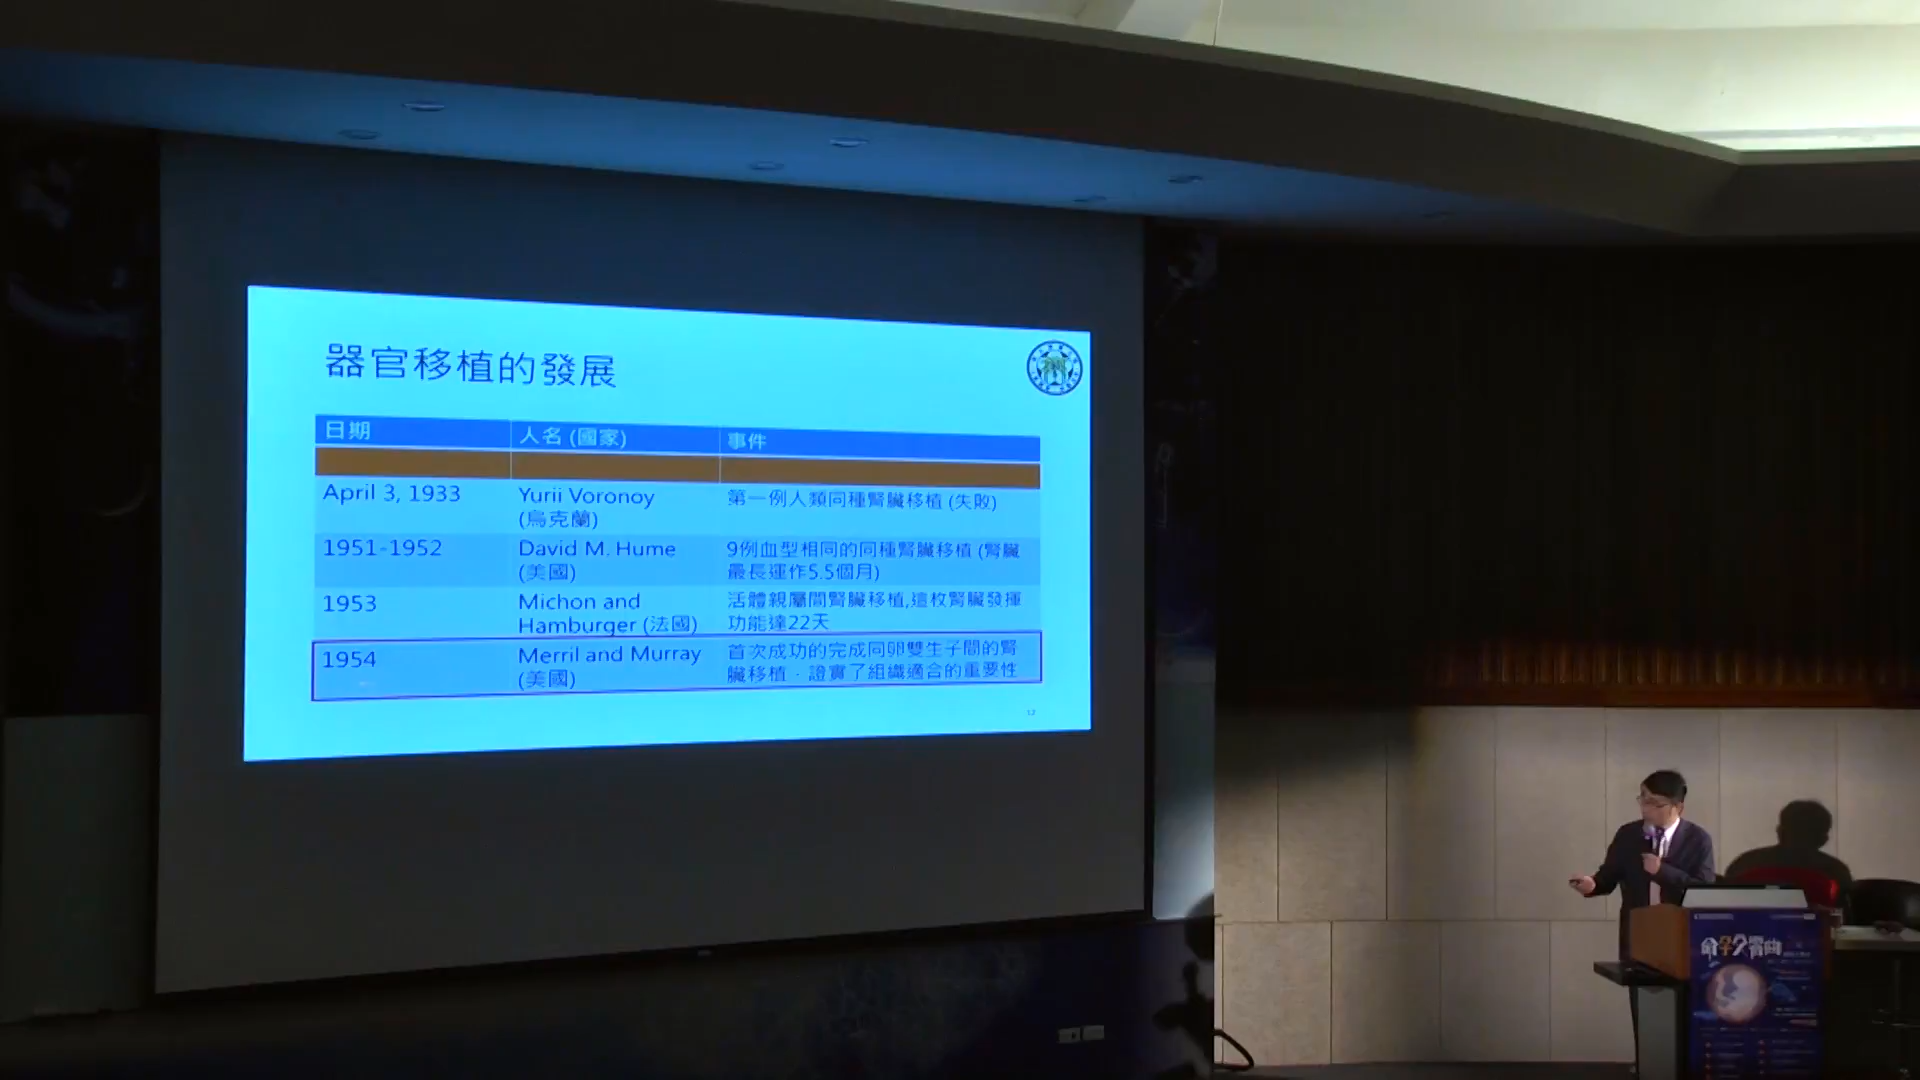 器官移植的發展
日期 人名 (國家) 事件
April 3, 1933 Yurii Voronoy 第一例人類同種腎臟移植 (失敗)
(烏克蘭)
1951-1952 David M. Hume 9例血型相同的同種腎臟移植 (腎臟
(美國) 最長運作5.5個月)
1953 Michon and 活體親屬間腎臟移植,這枚腎臟發揮
Hamburger (法國) 功能達22天
1954 Merril and Murray 首次成功的完成同卵雙生子間的腎
(美國) 臟移植﹒證實了組織適合的重要性
12